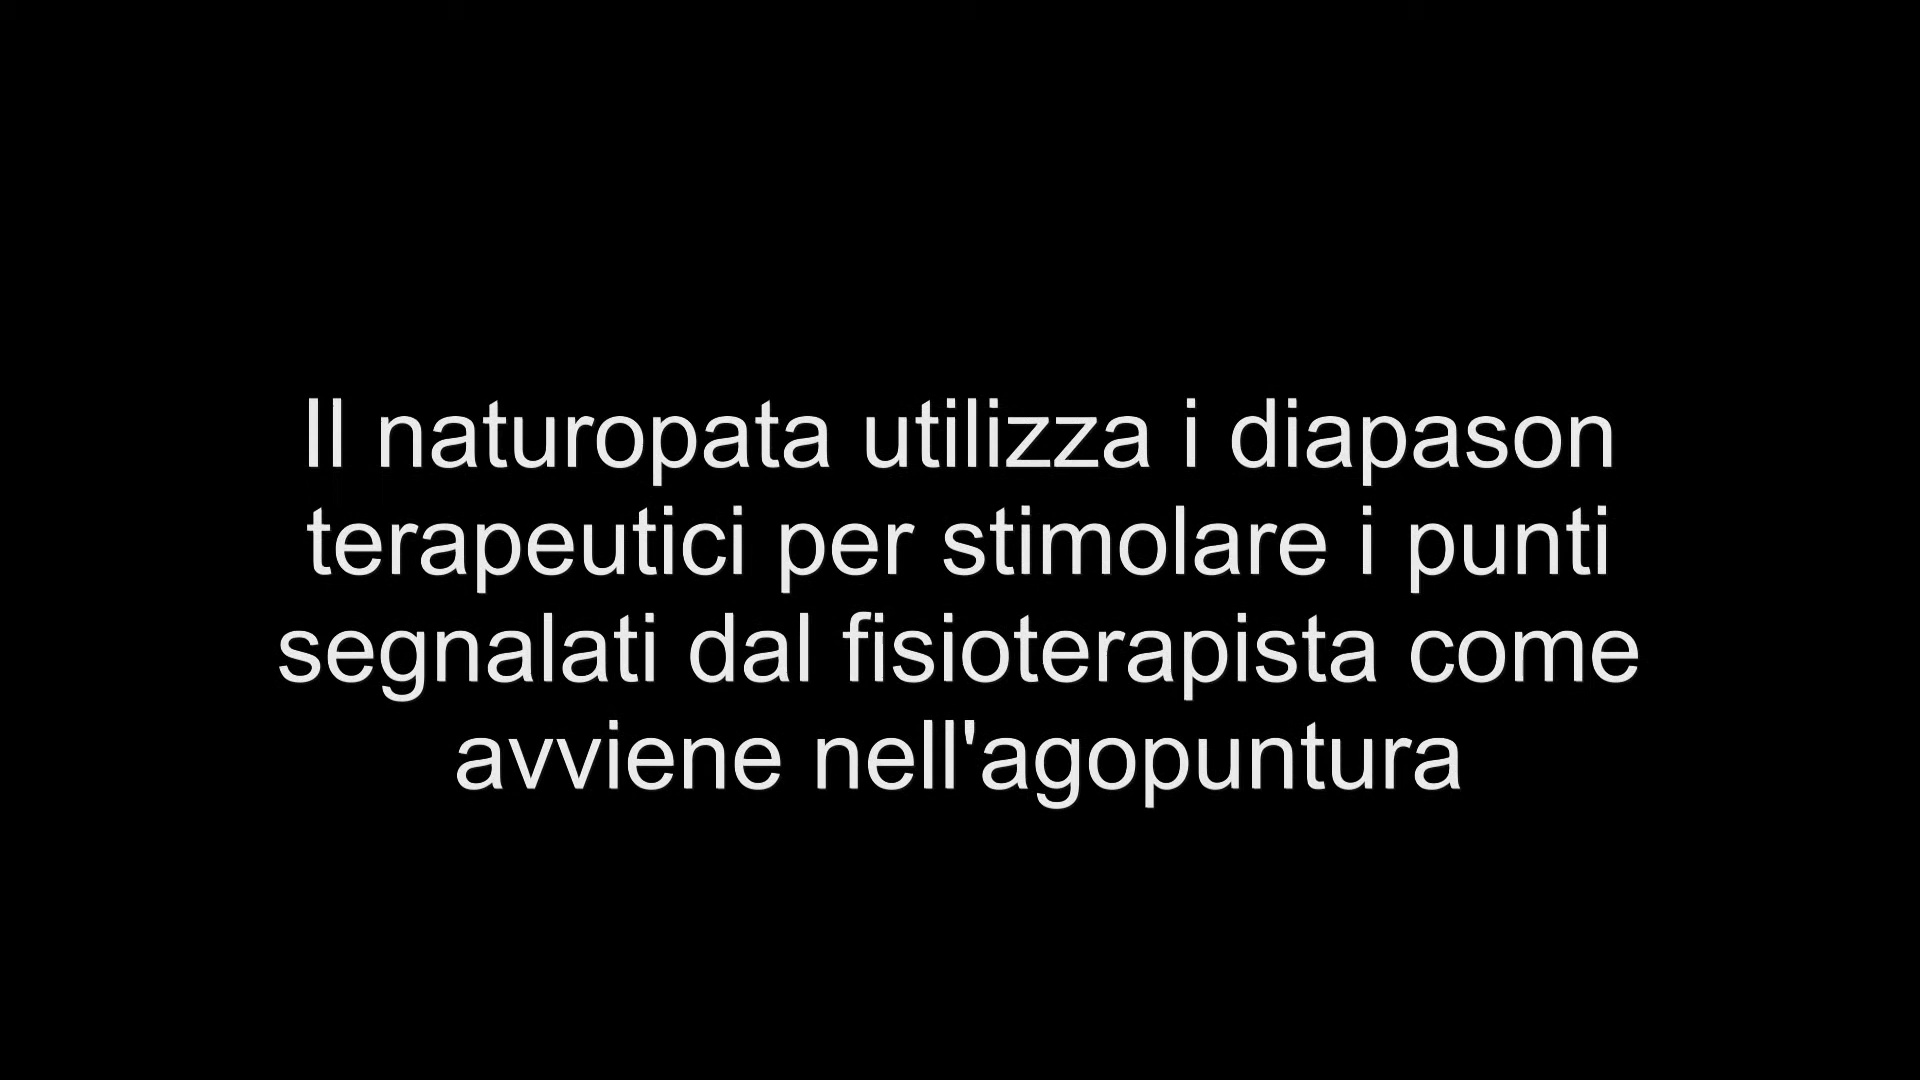 Il naturopata utilizza i diapason
terapeutici per stimolare i punti
segnalati dal fisioterapista come
avviene nell'agopuntura